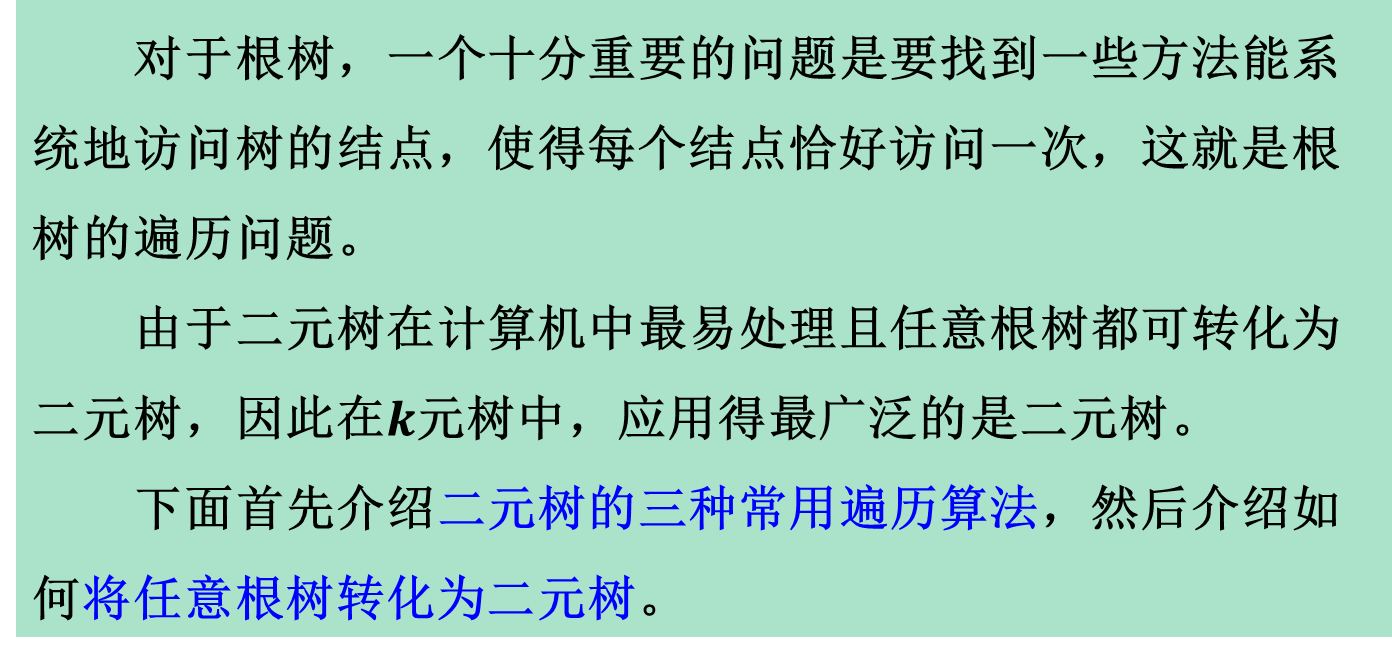 对于根树，一个十分重要的问题是要找到一些方法能系
统地访问树的结点，使得每个结点恰好访问一次，这就是根
树的遍历问题。
由于二元树在计算机中最易处理且任意根树都可转化为
二元树，因此在k元树中，应用得最广泛的是二元树。
下面首先介绍二元树的三种常用遍历算法，然后介绍如
何将任意根树转化为二元树。